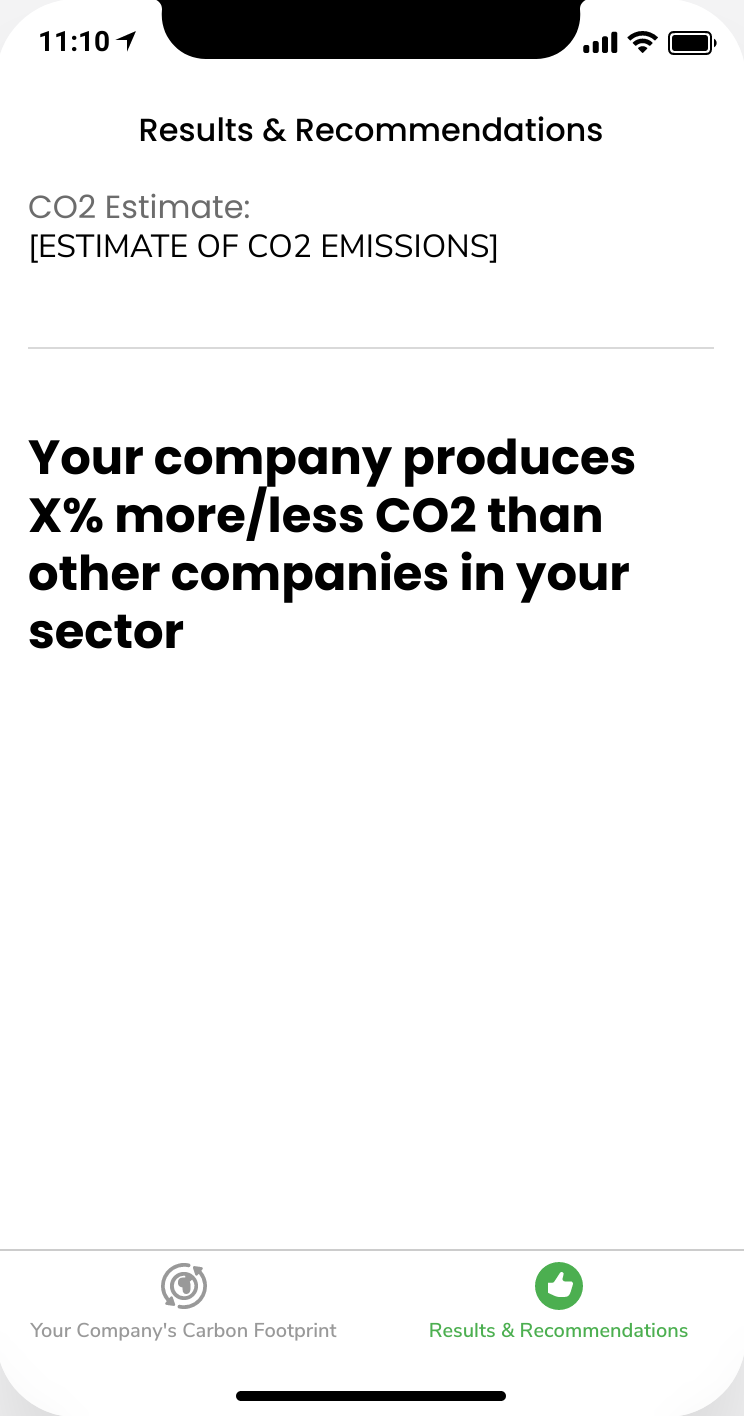 11:10
Results & Recommendations
CO2 Estimate:
[ESTIMATE OF CO2 EMISSIONS]
Your company produces
X% more/less CO2 than
other companies in your
sector
Your Company's Carbon Footprint
Results & Recommendations